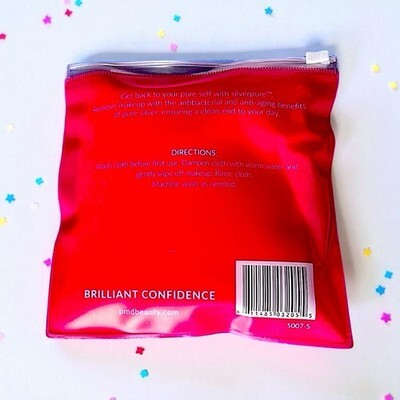 Get back to your pure self with silverpure™
remove makeup with the antibacterial and anti-aging benefits
of pure silver, ensuring a clean end to your day.
DIRECTIONS:
Wash cloth before first use. Dampen cloth with warm water and
gently wipe off makeup. Rinse cloth.
Machine wash as needed.
BRILLIANT CONFIDENCE
pmdbeauty.com
5007-S